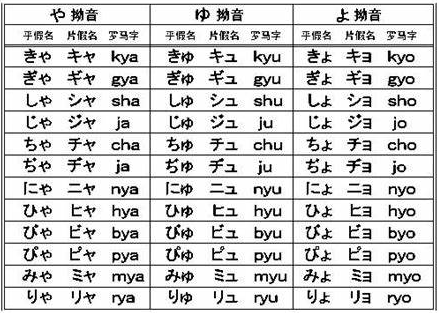 や 拗音 ゆ 拗音 よ 拗音
平假名 片假名 罗马字 平假名 片假名 罗马字 平假名 片假名 罗马字
きゃ キャ kya きゅ キュ kyu きょ キョ kyo
ぎゃ ギャ gya ぎゅ ギュ gyu ぎょ ギョ gyo
しゃ シャ sha しゅ シュ shu しょ ショ sho
じゃ ジャ ja じゅ ジュ ju じょ ジョ jo
ちゃ チャ cha ちゅ チュ chu ちょ チョ cho
ぢゃ ヂャ ja ぢゅ ヂュ ju ぢょ ヂョ jo
にゃ ニャ nya にゅ ニュ nyu にょ ニョ nyo
ひゃ ヒャ hya ひゅ ヒュ hyu ひょ ヒョ hyo
びゃ ビャ bya びゅ ビュ byu びょ ビョ byo
ぴゃ ピャ pya ぴゅ ピュ pyu ぴょ ピョ pyo
みゃ ミャ mya みゅ ミュ myu みょ ミョ myo
りゃ リャ rya りゅ リュ ryu りょ リョ ryo